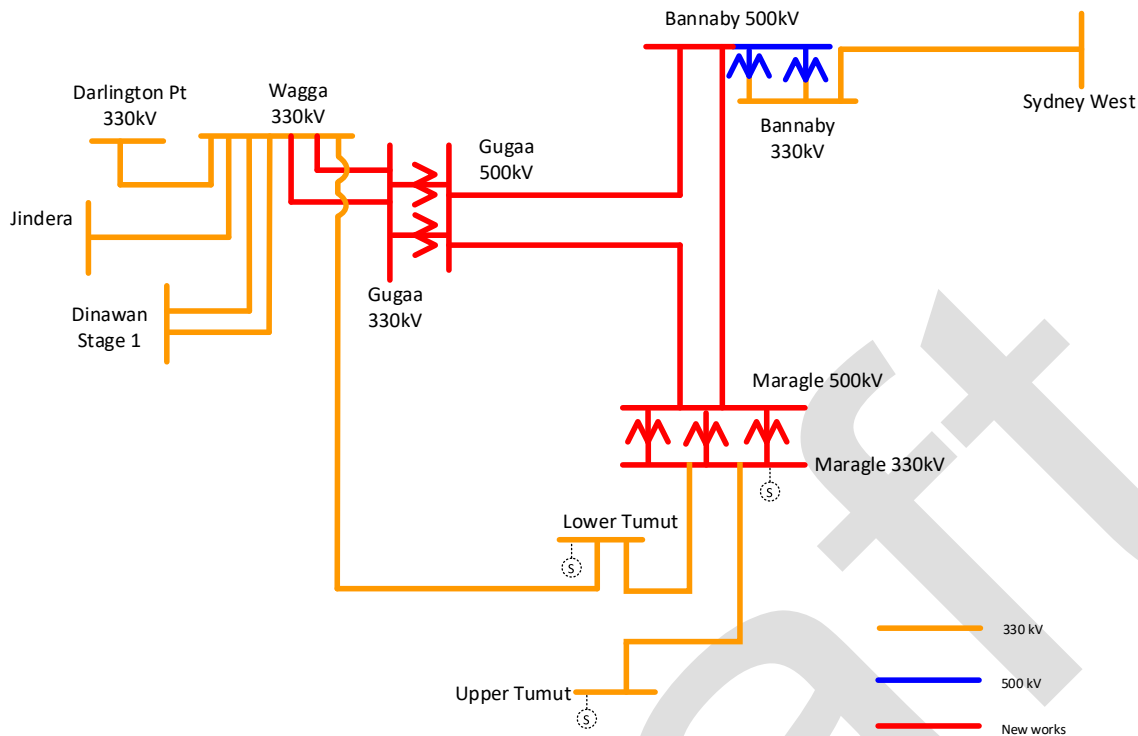 Bannaby 500kV
Sydney West
Bannaby
330kV
Darlington Pt
330kV
Wagga
330kV
Gugaa
500kV
Jindera
Gugaa
330kV
Dinawan
Stage 1
Maragle 500kV
Maragle 330kV
S
Lower Tumut
S
Upper Tumut
S
330 kV
500 kV
New works
aft